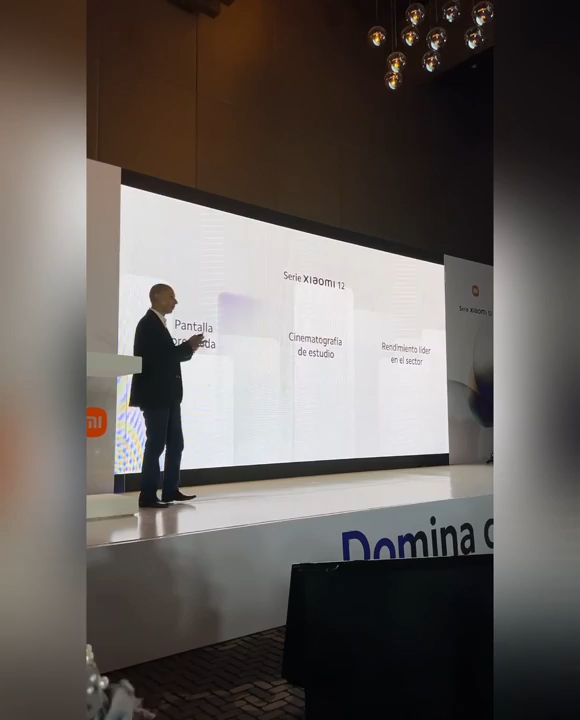 Serie xiaomi 12
Pantalla
Cinematografía
de estudio
Rendimiento líder
en el sector
mi
Serie xiaomi 12
Domina